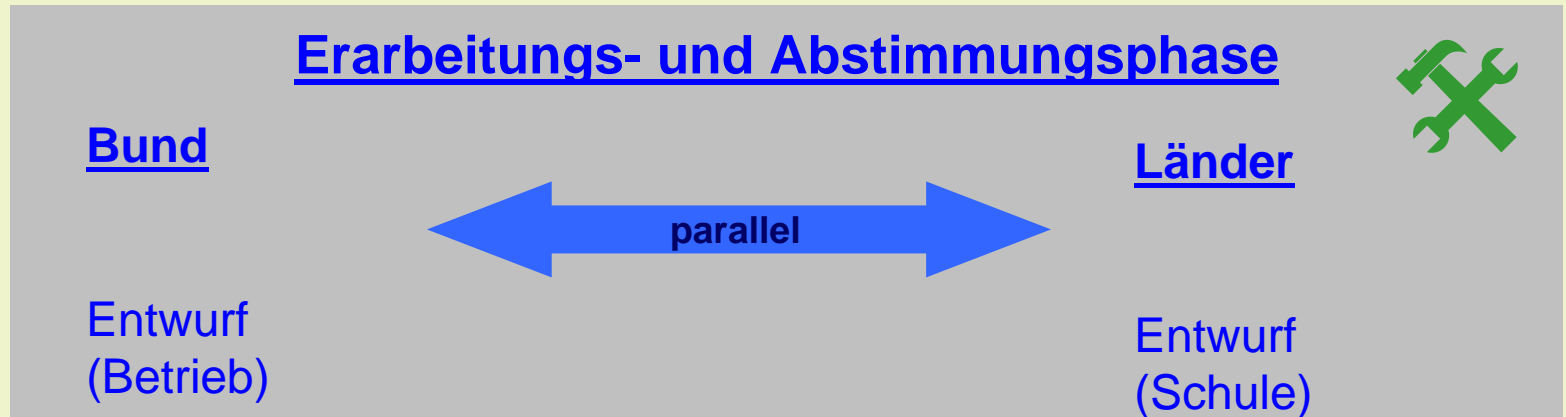 Erarbeitungs- und Abstimmungsphase
Bund
Länder
parallel
Entwurf
(Betrieb)
Entwurf
(Schule)